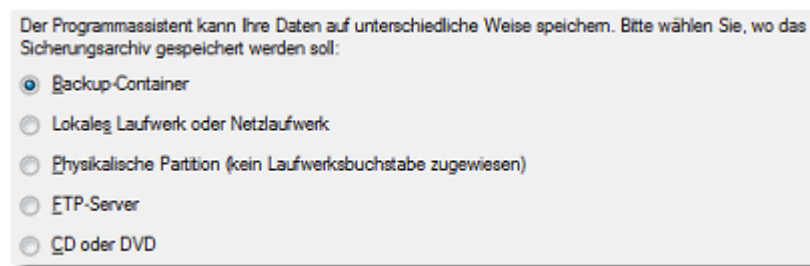 Der Programmassistent kann Ihre Daten auf unterschiedliche Weise speichern. Bitte wählen Sie, wo das
Sicherungsarchiv gespeichert werden soll:
Backup-Container
Lokales Laufwerk oder Netzlaufwerk
Physikalische Partition (kein Laufwerksbuchstabe zugewiesen)
FTP-Server
CD oder DVD